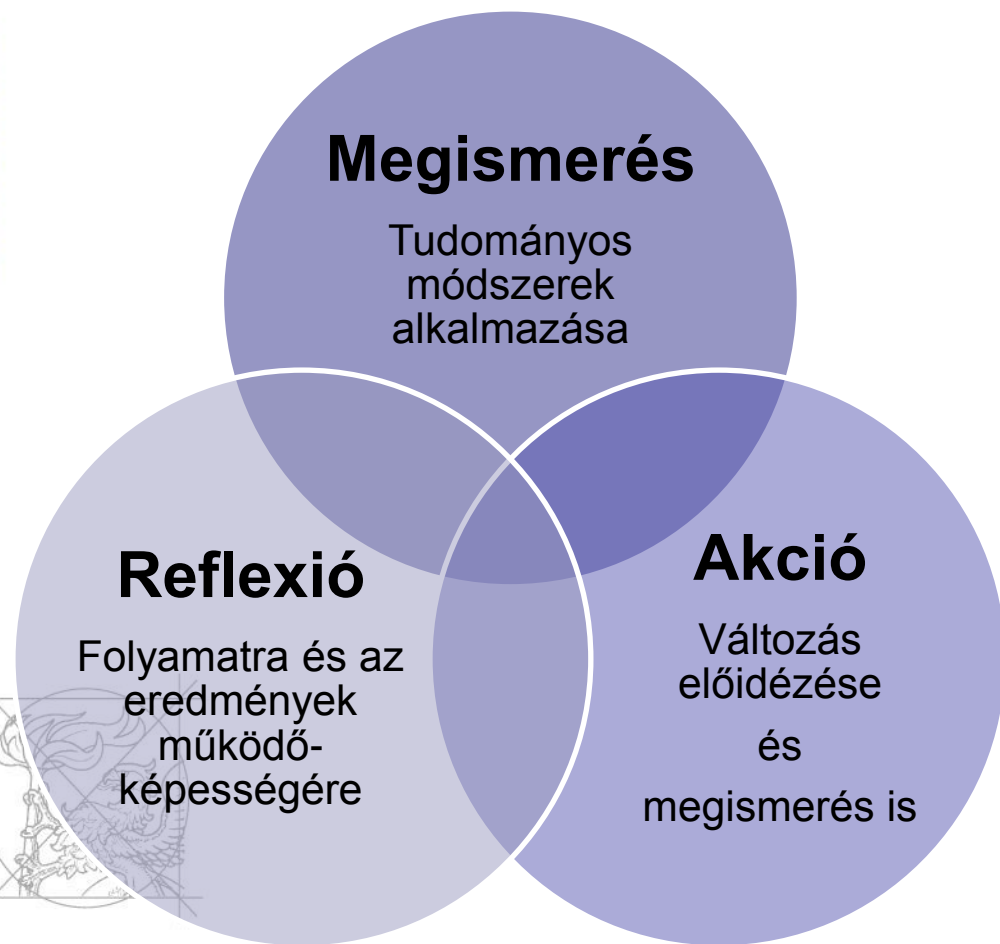 Megismerés
Tudományos
módszerek
alkalmazása
Reflexió
Folyamatra és az
eredmények
működő-
képességére
Akció
Változás
előidézése
és
megismerés is